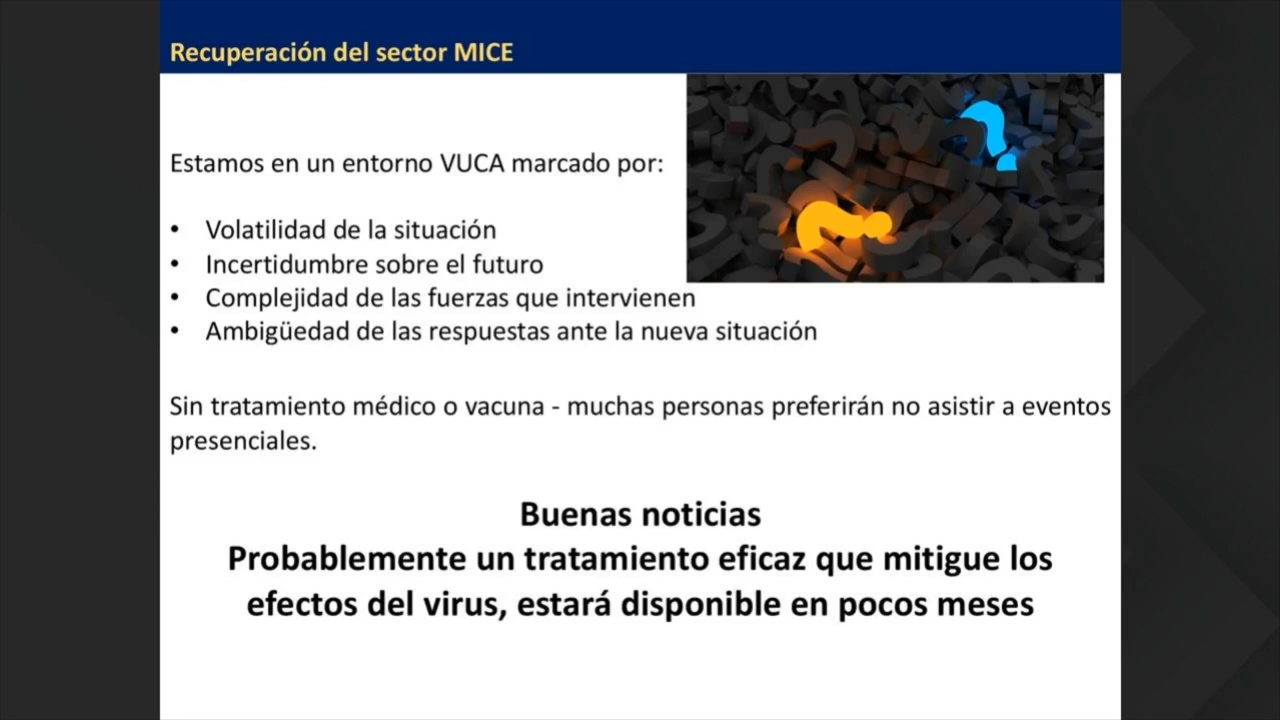 Recuperación del sector MICE
Estamos en un entorno VUCA marcado por:
• Volatilidad de la situación
• Incertidumbre sobre el futuro
• Complejidad de las fuerzas que intervienen
• Ambigüedad de las respuestas ante la nueva situación
Sin tratamiento médico o vacuna - muchas personas preferirán no asistir a eventos
presenciales.
Buenas noticias
Probablemente un tratamiento eficaz que mitigue los
efectos del virus, estará disponible en pocos meses